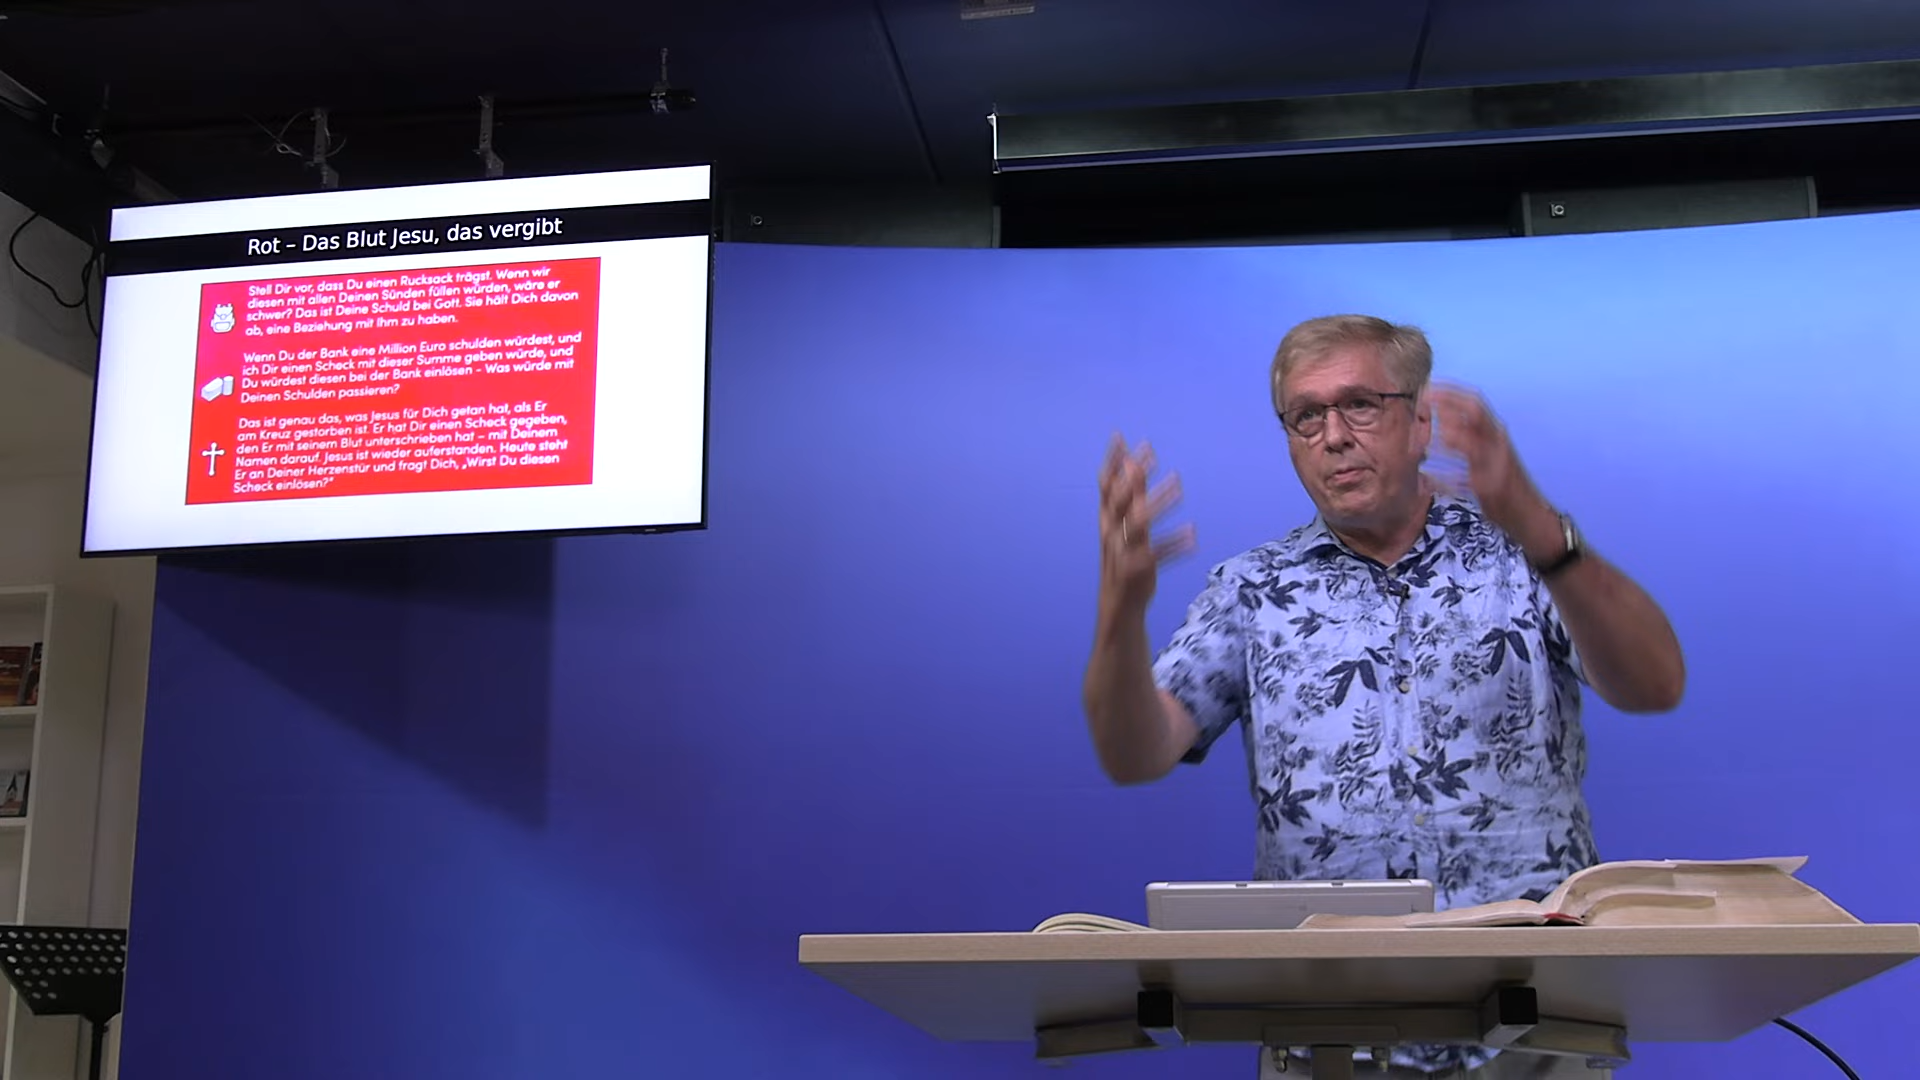 Rot – Das Blut Jesu, das vergibt
Stell Dir vor, dass Du einen Rucksack trägst. Wenn wir
diesen mit allen Deinen Sünden füllen würden, wäre er
schwer? Das ist Deine Schuld bei Gott. Sie hält Dich davon
ab, eine Beziehung mit Ihm zu haben.
Wenn Du der Bank eine Million Euro schulden würdest, und
ich Dir einen Scheck mit dieser Summe geben würde, und
Du würdest diesen bei der Bank einlösen - Was würde mit
Deinen Schulden passieren?
Das ist genau das, was Jesus für Dich getan hat, als Er
am Kreuz gestorben ist. Er hat Dir einen Scheck gegeben,
den Er mit seinem Blut unterschrieben hat – mit Deinem
Namen darauf. Jesus ist wieder auferstanden. Heute steht
Er an Deiner Herzenstür und fragt Dich, „Wirst Du diesen
Scheck einlösen?"